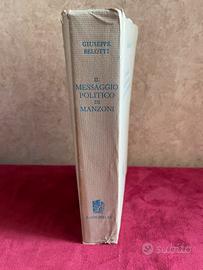 GIUSEPPE
BELOTTI
IL
MESSAGGIO
POLITICO
DI
MANZONI
subito